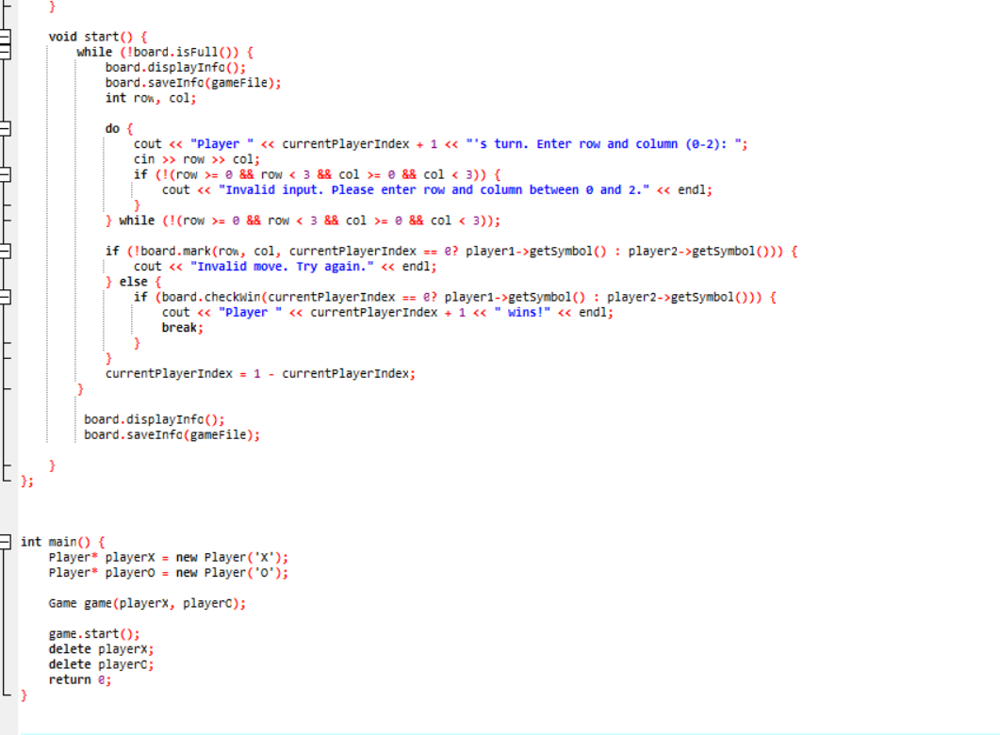 }
void start() {
while (!board.isFull()) {
board.displayInfo();
board.saveInfo(gameFile);
int row, col;
do {
cout << "Player " << currentPlayerIndex + 1 << "'s turn. Enter row and column (0-2): ";
cin >> row >> col;
if (!(row >= 0 && row < 3 && col >= 0 && col < 3)) {
cout << "Invalid input. Please enter row and column between 0 and 2." << endl;
}
} while (!(row >= 0 && row < 3 && col >= 0 && col < 3));
if (!board.mark(row, col, currentPlayerIndex == 0? player1->getSymbol() : player2->getSymbol())) {
cout << "Invalid move. Try again." << endl;
} else {
if (board.checkWin(currentPlayerIndex == 0? player1->getSymbol() : player2->getSymbol())) {
cout << "Player " << currentPlayerIndex + 1 << " wins!" << endl;
break;
}
}
currentPlayerIndex = 1 - currentPlayerIndex;
}
board.displayInfo();
board.saveInfo(gameFile);
}
};
int main() {
Player* playerX = new Player('X');
Player* playerO = new Player('O');
Game game(playerX, playerO);
game.start();
delete playerX;
delete playerO;
return 0;
}